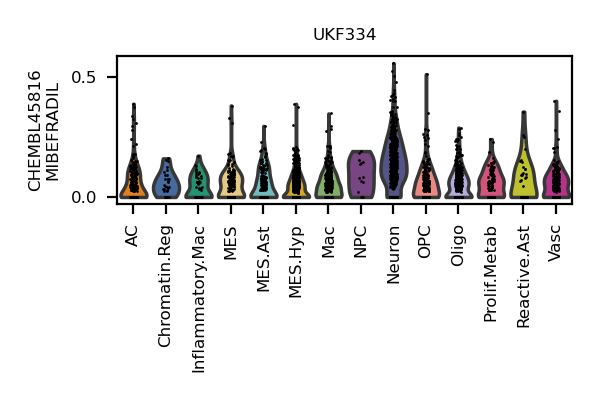 UKF334
CHEMBL45816
MIBEFRADIL
0.5
0.0
AC
Chromatin.Reg
Inflammatory.Mac
MES
MES.Ast
MES.Hyp
Mac
NPC
Neuron
OPC
Oligo
Prolif.Metab
Reactive.Ast
Vasc